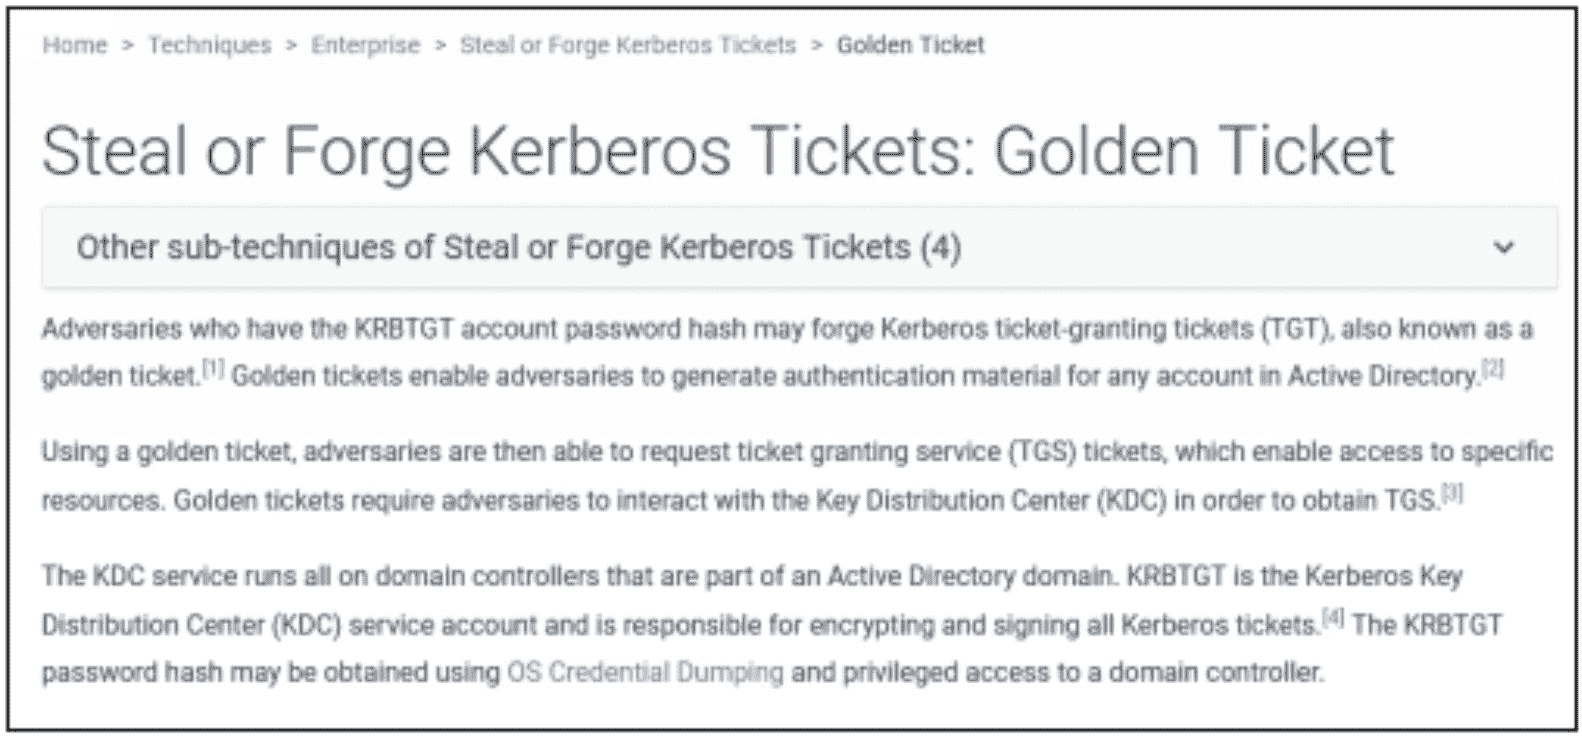 Home > Techniques > Enterprise > Steal or Forge Kerberos Tickets > Golden Ticket
Steal or Forge Kerberos Tickets: Golden Ticket
Other sub-techniques of Steal or Forge Kerberos Tickets (4)
Adversaries who have the KRBTGT account password hash may forge Kerberos ticket-granting tickets (TGT), also known as a
golden ticket.[1] Golden tickets enable adversaries to generate authentication material for any account in Active Directory.[2]
Using a golden ticket, adversaries are then able to request ticket granting service (TGS) tickets, which enable access to specific
resources. Golden tickets require adversaries to interact with the Key Distribution Center (KDC) in order to obtain TGS.[3]
The KDC service runs all on domain controllers that are part of an Active Directory domain. KRBTGT is the Kerberos Key
Distribution Center (KDC) service account and is responsible for encrypting and signing all Kerberos tickets.[4] The KRBTGT
password hash may be obtained using OS Credential Dumping and privileged access to a domain controller.